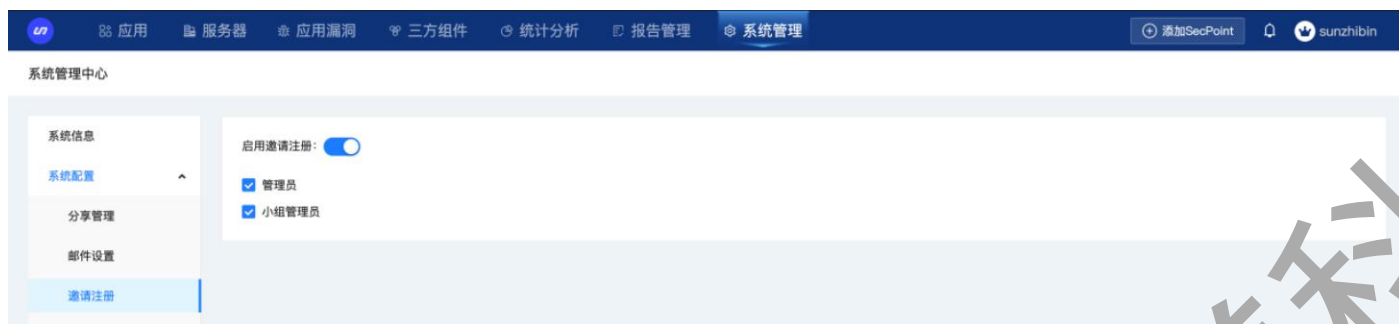 应用 服务器 应用漏洞 三方组件 统计分析 报告管理 系统管理 添加SecPoint sunzhibin
系统管理中心
系统信息
启用邀请注册:
系统配置
管理员
小组管理员
分享管理
邮件设置
邀请注册